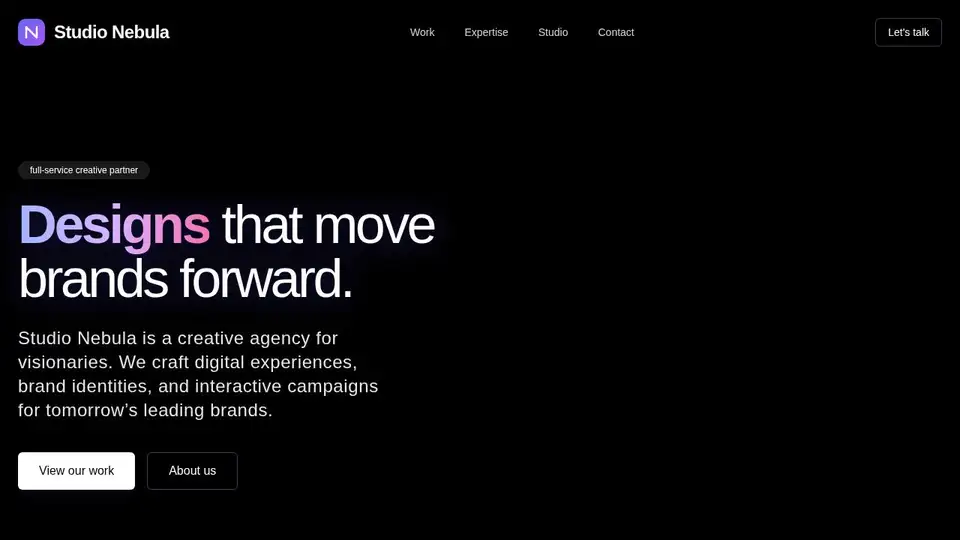 Studio Nebula
Work
Expertise
Studio
Contact
Let's talk
full-service creative partner
Designs that move
brands forward.
Studio Nebula is a creative agency for
visionaries. We craft digital experiences,
brand identities, and interactive campaigns
for tomorrow’s leading brands.
View our work
About us